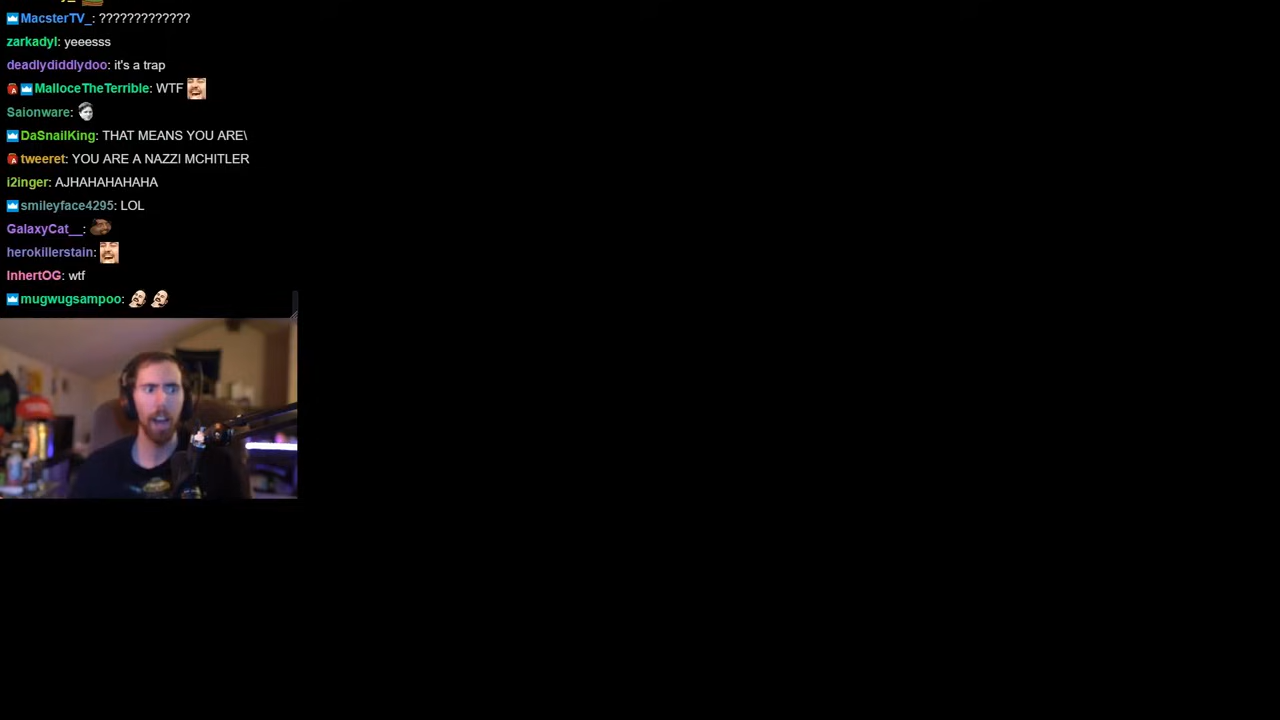 MacsterTV_: ?????????????
zarkadyl: yeeesss
deadlydiddlydoo: it's a trap
MalloceTheTerrible: WTF
Saionware:
DaSnailKing: THAT MEANS YOU ARE\
tweeret: YOU ARE A NAZZI MCHITLER
i2inger: AJHAHAHAHAHA
smileyface4295: LOL
GalaxyCat__:
herokillerstain:
InhertOG: wtf
mugwugsampoo: